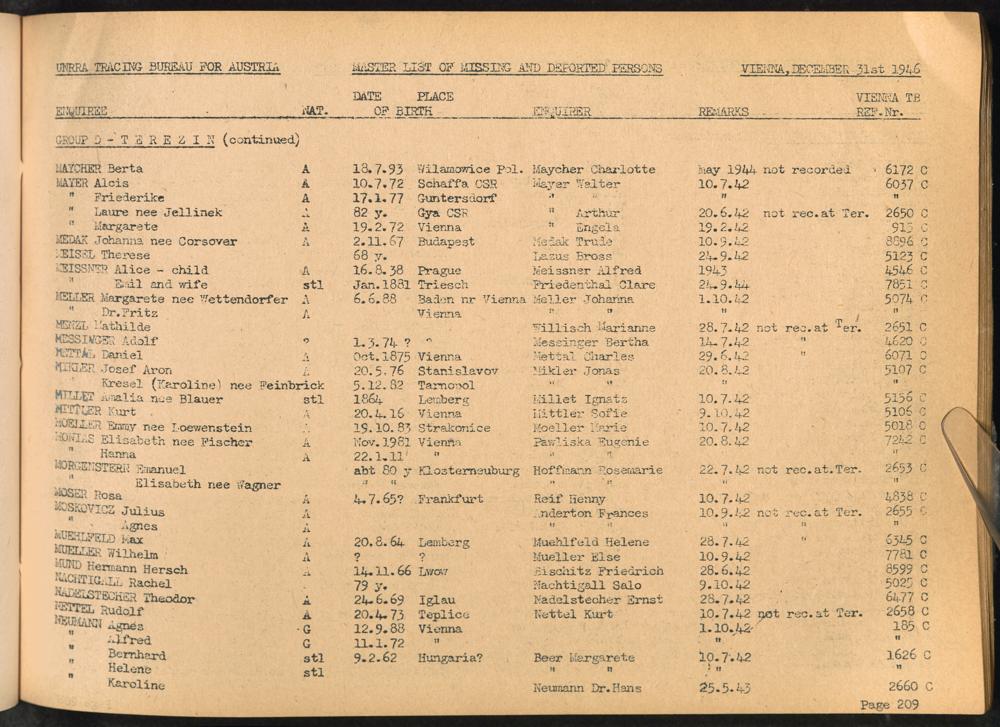 UNRRA TRACING BUREAU FOR AUSTRIA MASTER LIST OF MISSING AND DEPORTED PERSONS VIENNA, DECEMBER 31st 1946
DATE PLACE VIENNA TB
ENQUIREE NAT. OF BIRTH ENQUIRER REMARKS REF.Nr.
GROUP D - T E R E Z I N (continued)
MAYCHER Berta A 18.7.93 Wilamowice Pol. Maycher Charlotte May 1944 not recorded 6172 C
MAYER Alcis A 10.7.72 Schaffa CSR Mayer Walter 10.7.42 6037 C
" Friederike A 17.1.77 Guntersdorf " " " "
" Laure nee Jellinek A 82 y. Gya CSR " Arthur 20.6.42 not rec.at Ter. 2650 C
" Margarete A 19.2.72 Vienna " Engela 19.2.42 915 C
MEDAK Johanna nee Corsover A 2.11.67 Budapest Medak Trude 10.9.42 8896 C
MEISEL Therese 68 y. Lazus Bross 24.9.42 5123 C
MEISSNER Alice - child A 16.8.38 Prague Meissner Alfred 1943 4546 C
" Emil and wife stl Jan.1881 Triesch Friedenthal Clare 24.9.44 7851 C
MELLER Margarete nee Wettendorfer A 6.6.88 Baden nr Vienna Meller Johanna 1.10.42 5074 C
" Dr.Fritz Vienna " " " "
MENZL Mathilde Willisch Marianne 28.7.42 not rec.at Ter. 2651 C
MESSINGER Adolf ? 1.3.74 ? " Messinger Bertha 14.7.42 " 4620 C
METTAL Daniel A Oct.1875 Vienna Mettal Charles 29.6.42 " 6071 C
MIKLER Josef Aron A 20.5.76 Stanislavov Mikler Jonas 20.8.42 5107 C
Kresel (Karoline) nee Feinbrick 5.12.82 Tarnopol " " " "
MILLET Amalia nee Blauer stl 1864 Lemberg Millet Ignatz 10.7.42 5156 C
MITTLER Kurt A 20.4.16 Vienna Mittler Sofie 9.10.42 5106 C
MOELLER Emmy nee Loewenstein A 19.10.83 Strakonice Moeller Marie 10.7.42 5018 C
MONIAS Elisabeth nee Fischer A Nov.1981 Vienna Pawliska Eugenie 20.8.42 7242 C
" Hanna A 22.1.11 " " " " "
MORGENSTERN Emanuel abt 80 y Klosterneuburg Hoffmann Rosemarie 22.7.42 not rec.at.Ter. 2653 C
Elisabeth nee Wagner " " " " " " "
MOSER Rosa A 4.7.65? Frankfurt Reif Henny 10.7.42 4838 C
MOSKOVICZ Julius A Anderton Frances 10.9.42 not rec.at Ter. 2655 C
" Agnes A " " " " "
MUEHLFELD Max A 20.8.64 Lemberg Muehlfeld Helene 28.7.42 " 6345 C
MUELLER Wilhelm A ? ? Mueller Else 10.9.42 7781 C
MUND Hermann Hersch A 14.11.66 Lwow Bischitz Friedrich 28.6.42 8599 C
NACHTIGALL Rachel 79 y. Nachtigall Salo 9.10.42 5025 C
NADELSTECHER Theodor A 24.6.69 Iglau Nadelstecher Ernst 28.7.42 6477 C
NETTEL Rudolf A 20.4.73 Teplice Nettel Kurt 10.7.42 not rec.at Ter. 2658 C
NEUMANN Agnes G 12.9.88 Vienna 1.10.42 185 C
" Alfred G 11.1.72 " " "
" Bernhard stl 9.2.62 Hungaria? Beer Margarete 10.7.42 1626 C
" Helene stl " " " "
" Karoline Neumann Dr.Hans 25.5.43 2660 C
Page 209